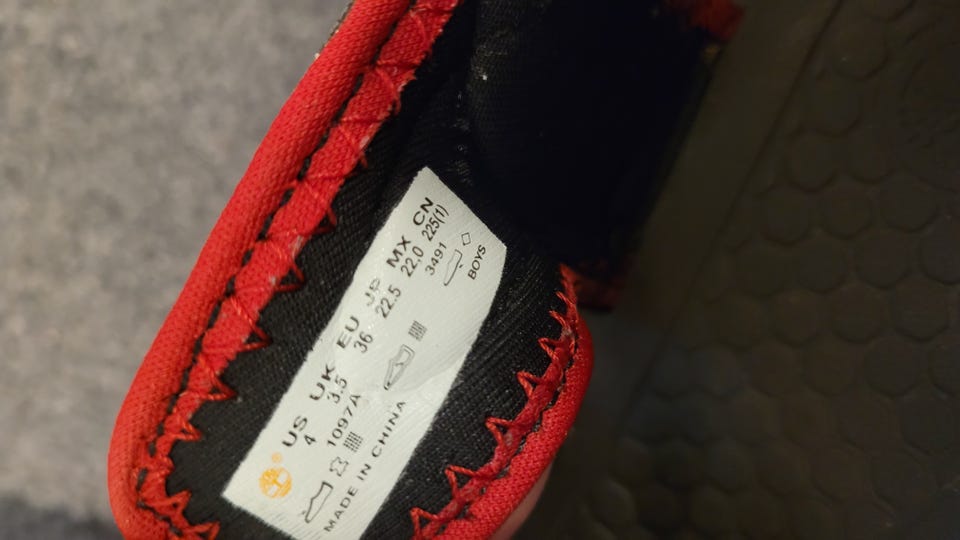 US UK EU JP MX CN
4 3.5 36 22.5 22.0 225(1)
1097A 3491
BOYS
MADE IN CHINA